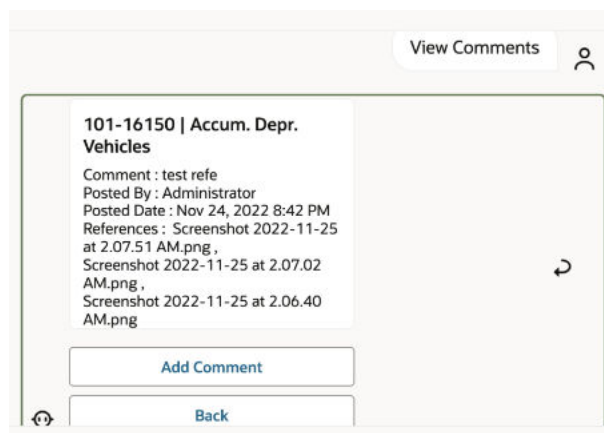 View Comments
101-16150 | Accum. Depr.
Vehicles
Comment : test refe
Posted By : Administrator
Posted Date : Nov 24, 2022 8:42 PM
References : Screenshot 2022-11-25
at 2.07.51 AM.png ,
Screenshot 2022-11-25 at 2.07.02
AM.png ,
Screenshot 2022-11-25 at 2.06.40
AM.png
Add Comment
Back